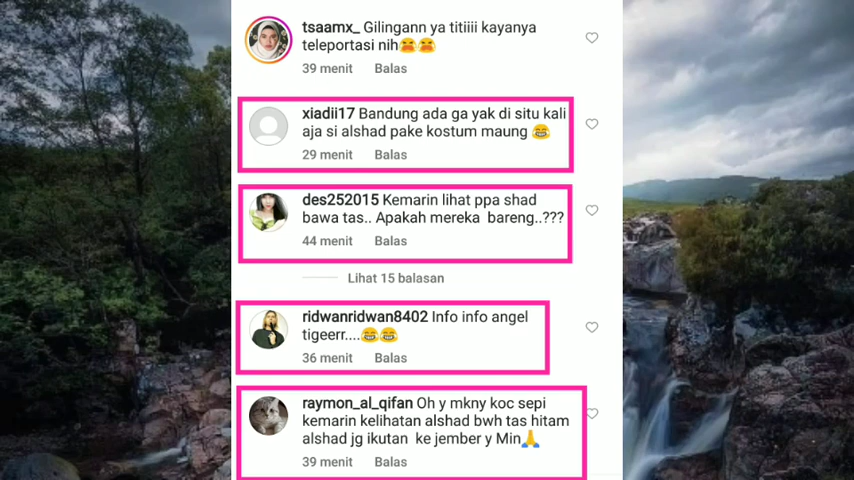 tsaamx_ Gilingann ya titiiii kayanya
teleportasi nih😫😫
39 menit Balas
xiadii17 Bandung ada ga yak di situ kali
aja si alshad pake kostum maung 😂
29 menit Balas
des252015 Kemarin lihat ppa shad
bawa tas.. Apakah mereka bareng..???
44 menit Balas
Lihat 15 balasan
ridwanridwan8402 Info info angel
tigeerr....😂😂
36 menit Balas
raymon_al_qifan Oh y mkny koc sepi
kemarin kelihatan alshad bwh tas hitam
alshad jg ikutan ke jember y Min🙏
39 menit Balas